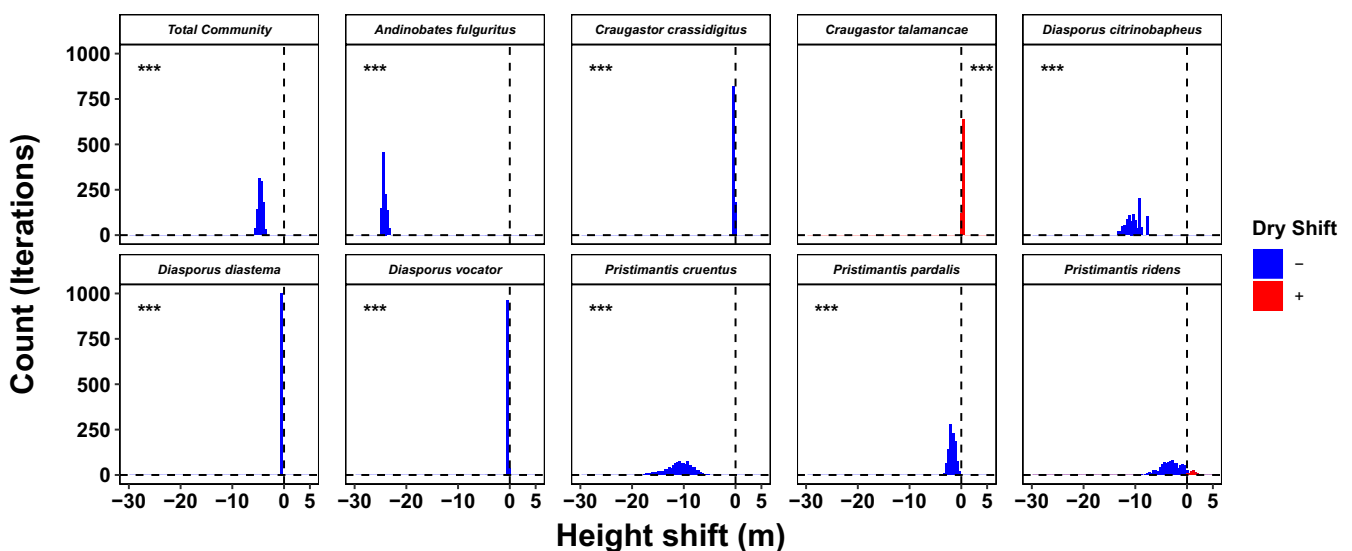 Total Community
Andinobates fulguritus
Craugastor crassidigitus
Craugastor talamancae
Diasporus citrinobapheus
1000
750
500
250
0
***
***
***
***
***
Diasporus diastema
Diasporus vocator
Pristimantis cruentus
Pristimantis pardalis
Pristimantis ridens
1000
750
500
250
0
***
***
***
***
−30 −20 −10 0 5
−30 −20 −10 0 5
−30 −20 −10 0 5
−30 −20 −10 0 5
−30 −20 −10 0 5
Height shift (m)
Count (Iterations)
Dry Shift
−
+